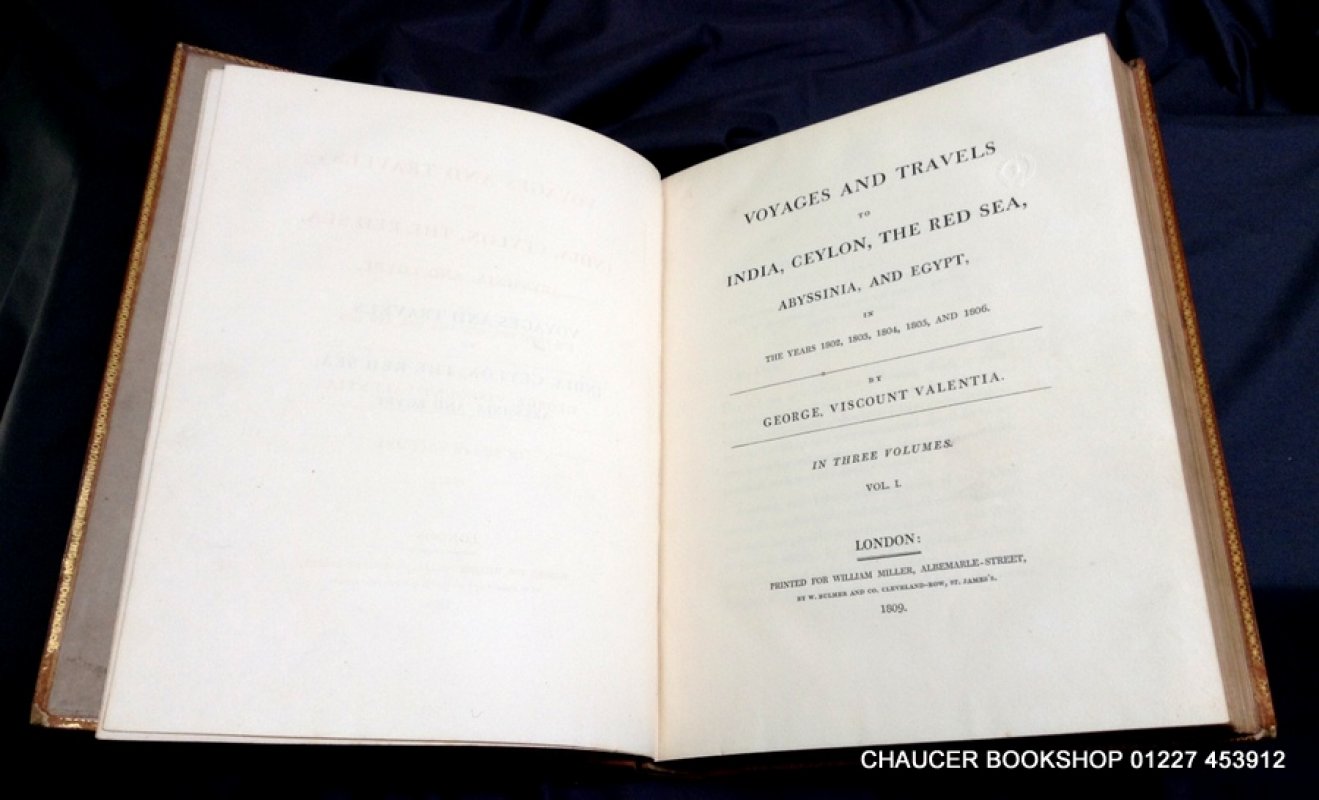 VOYAGES AND TRAVELS
TO
INDIA, CEYLON, THE RED SEA,
ABYSSINIA, AND EGYPT,
IN
THE YEARS 1802, 1803, 1804, 1805, AND 1806.
BY
GEORGE, VISCOUNT VALENTIA.
IN THREE VOLUMES.
VOL. I.
LONDON:
PRINTED FOR WILLIAM MILLER, ALBEMARLE-STREET,
BY W. BULMER AND CO. CLEVELAND-ROW, ST. JAMES'S.
1809.
CHAUCER BOOKSHOP 01227 453912